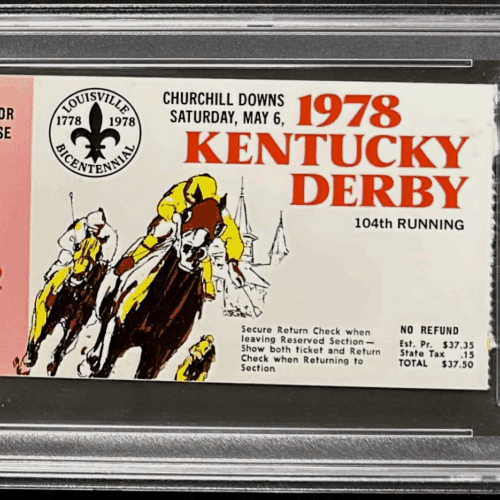 OR
SE
LOUISVILLE
1778 1978
BICENTENNIAL
CHURCHILL DOWNS
SATURDAY, MAY 6,
1978
KENTUCKY
DERBY
104th RUNNING
Secure Return Check when
leaving Reserved Section—
Show both ticket and Return
Check when Returning to
Section.
NO REFUND
Est. Pr. $37.35
State Tax .15
TOTAL $37.50